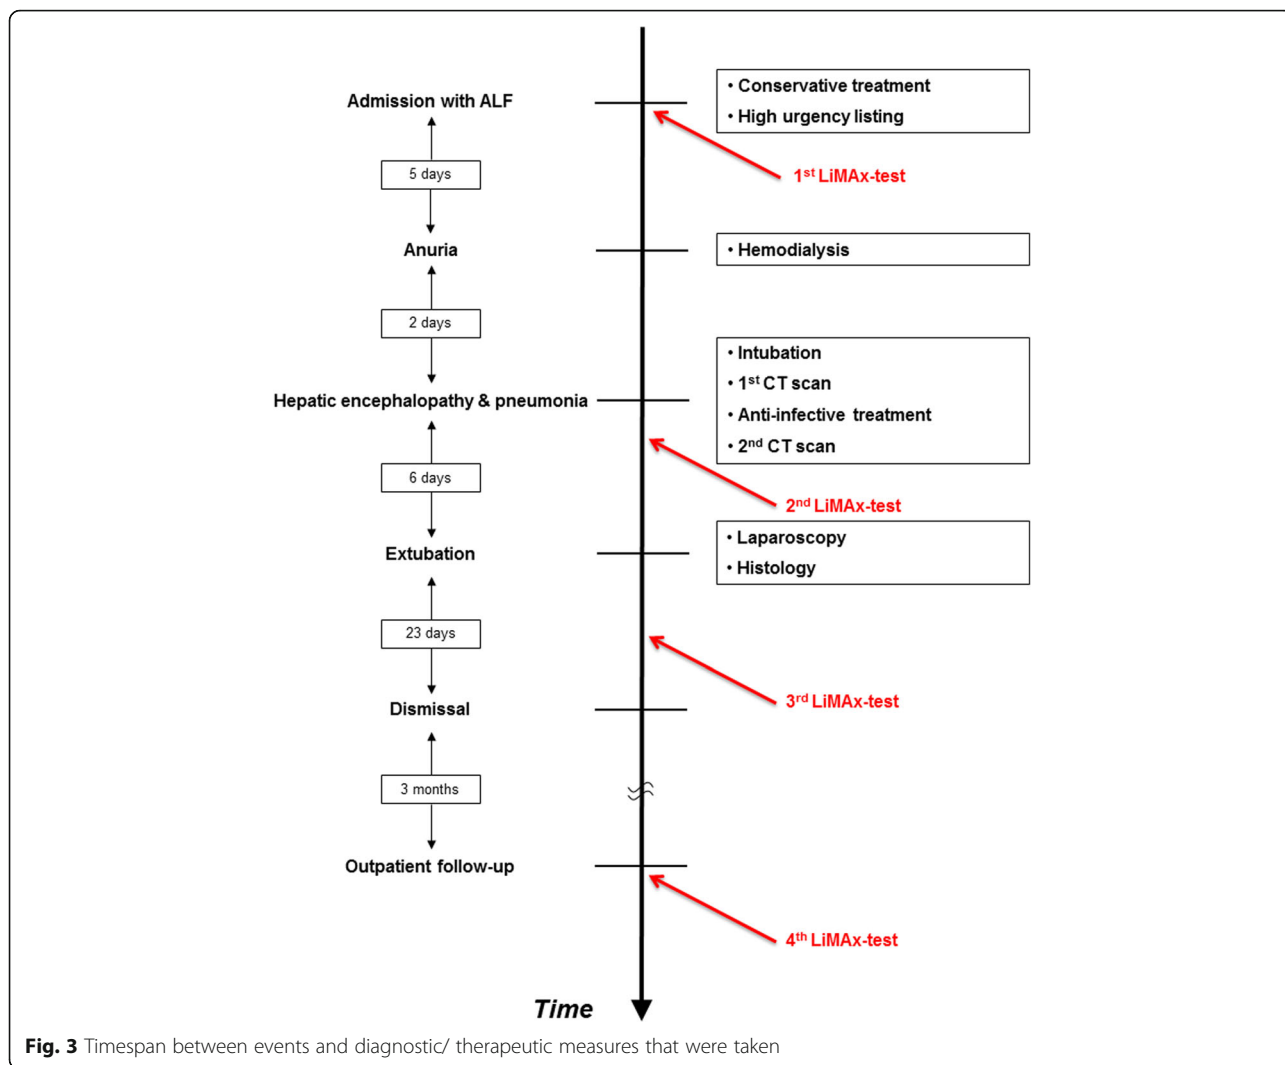 Admission with ALF
• Conservative treatment
• High urgency listing
1st LiMAx-test
5 days
Anuria
• Hemodialysis
2 days
Hepatic encephalopathy & pneumonia
• Intubation
• 1st CT scan
• Anti-infective treatment
• 2nd CT scan
6 days
2nd LiMAx-test
Extubation
• Laparoscopy
• Histology
23 days
3rd LiMAx-test
Dismissal
3 months
Outpatient follow-up
4th LiMAx-test
Time
Fig. 3 Timespan between events and diagnostic/ therapeutic measures that were taken